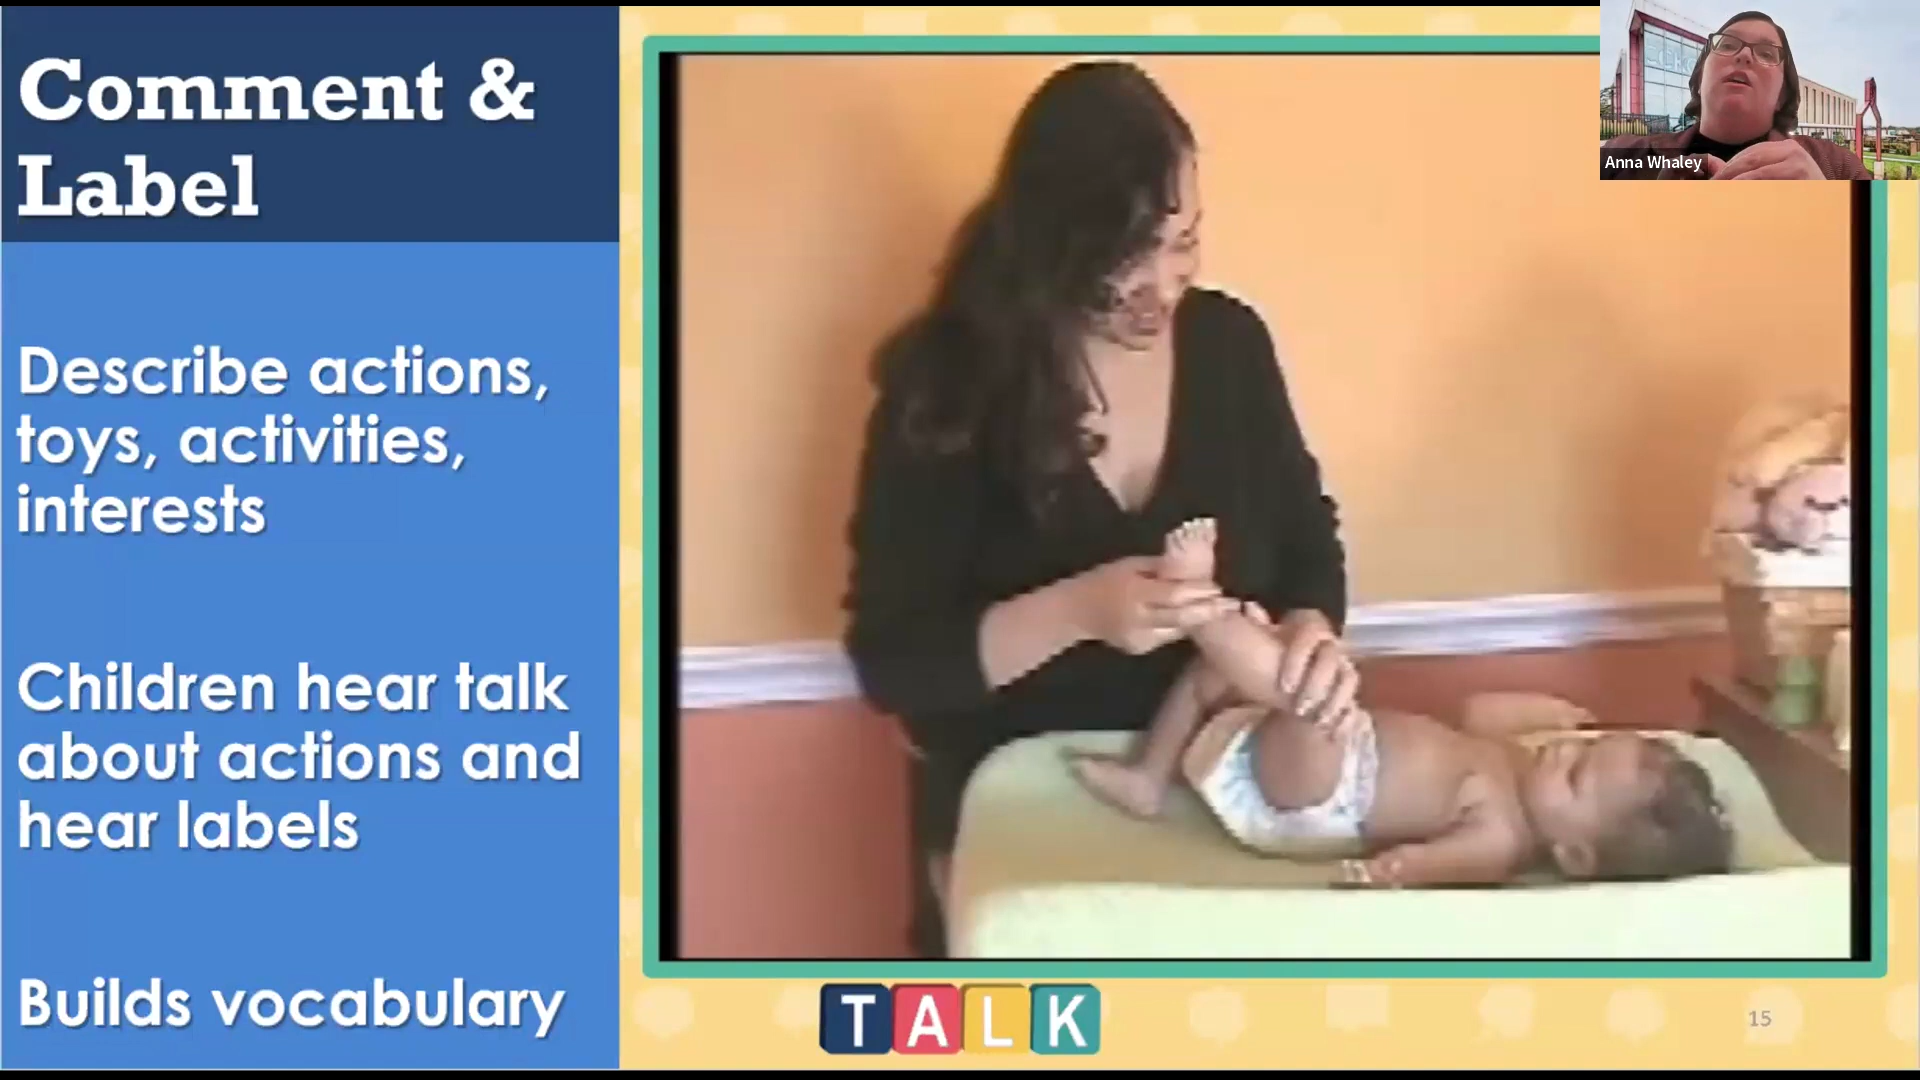 Comment &
Label
Describe actions,
toys, activities,
interests
Children hear talk
about actions and
hear labels
Builds vocabulary
TALK
15
Anna Whaley